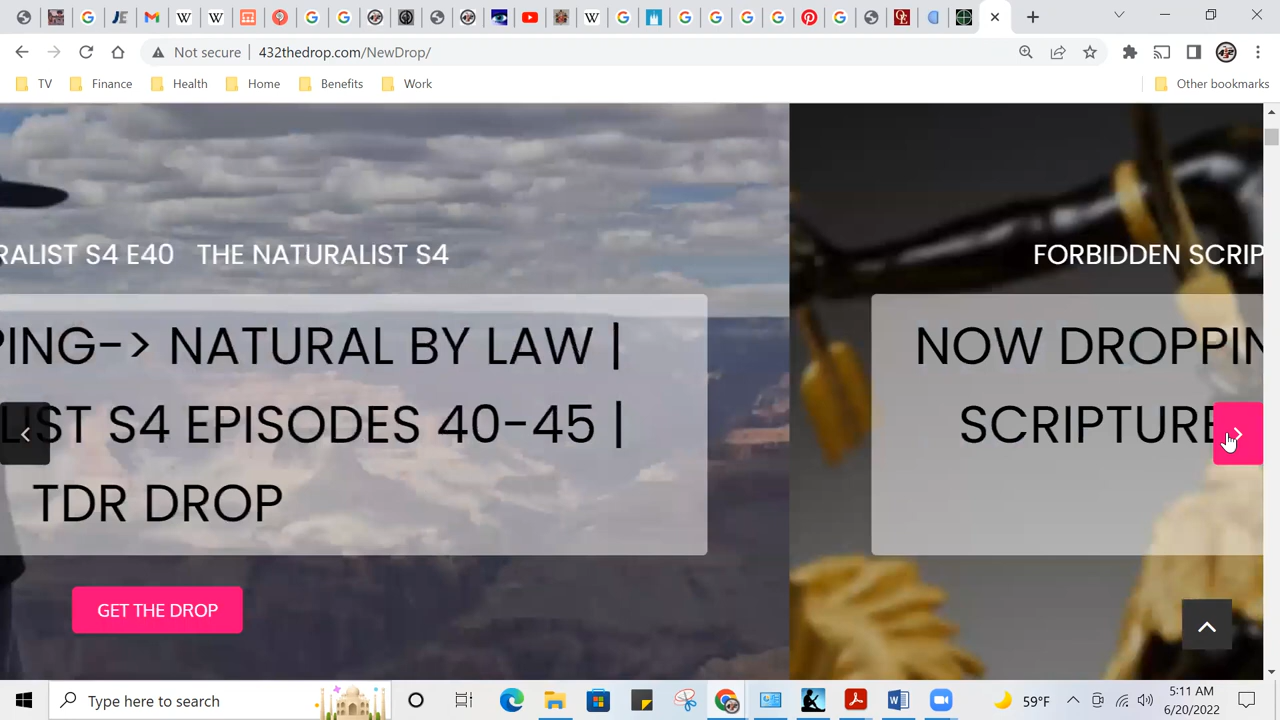 Not secure
432thedrop.com/NewDrop/
TV
Finance
Health
Home
Benefits
Work
Other bookmarks
RALIST S4 E40 THE NATURALIST S4
PING-> NATURAL BY LAW |
LIST S4 EPISODES 40-45 |
TDR DROP
GET THE DROP
FORBIDDEN SCRIP
NOW DROPPIN
SCRIPTURE
Type here to search
59°F
5:11 AM
6/20/2022